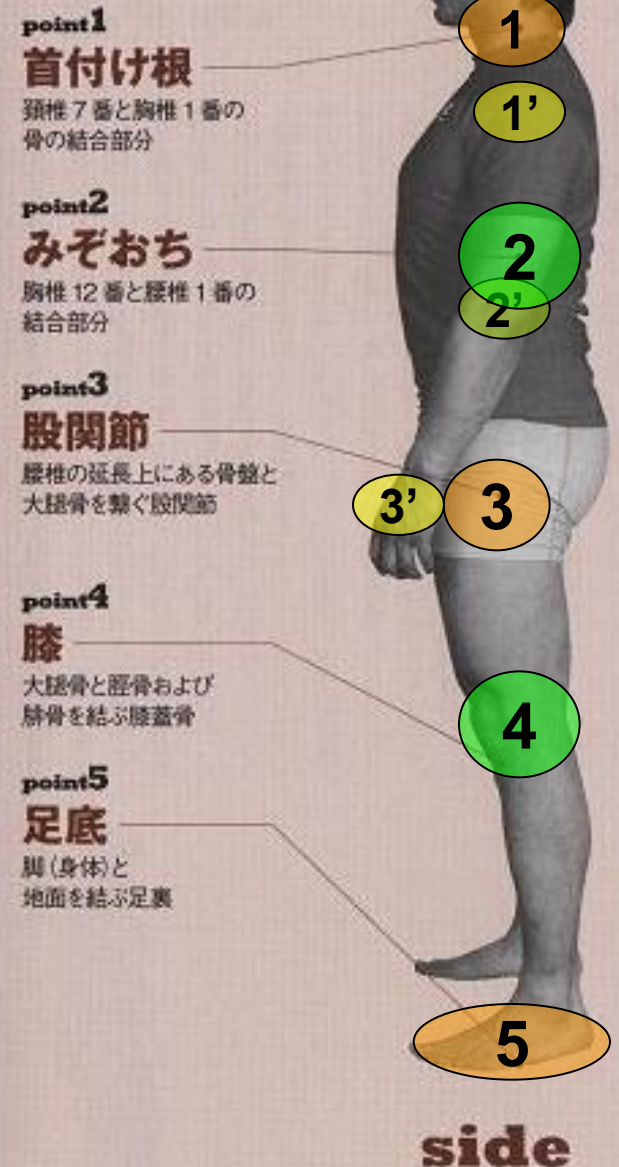 point1
首付け根
頚椎7番と胸椎1番の
骨の結合部分
point2
みぞおち
胸椎12番と腰椎1番の
結合部分
point3
股関節
腰椎の延長上にある骨盤と
大腿骨を繋ぐ股関節
point4
膝
大腿骨と脛骨および
腓骨を結ぶ膝蓋骨
point5
足底
脚（身体）と
地面を結ぶ足裏
1
1’
2
2’
3’
3
4
5
side